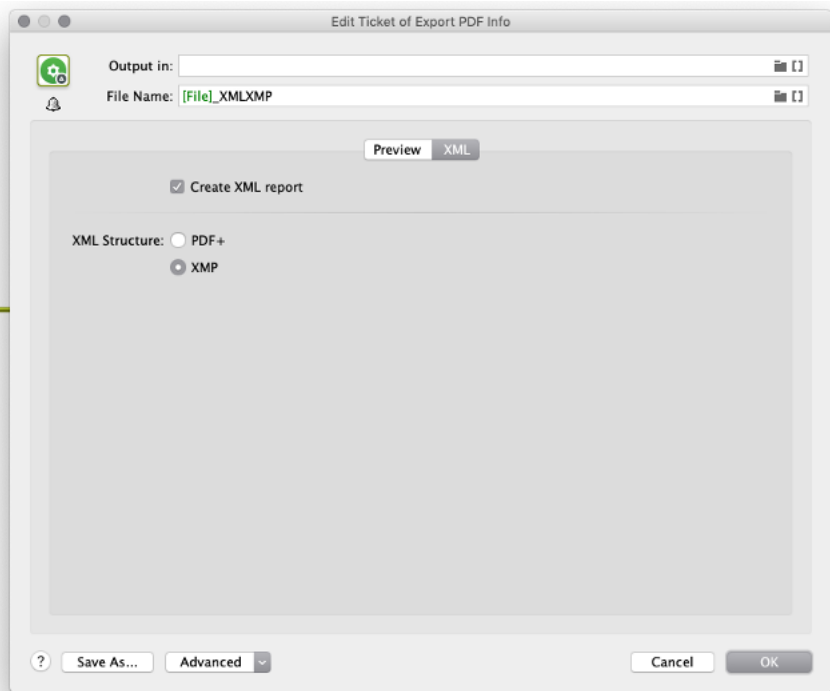 Edit Ticket of Export PDF Info
Output in:
File Name: [File]_XMLXMP
Preview XML
Create XML report
XML Structure: PDF+
XMP
? Save As... Advanced Cancel OK